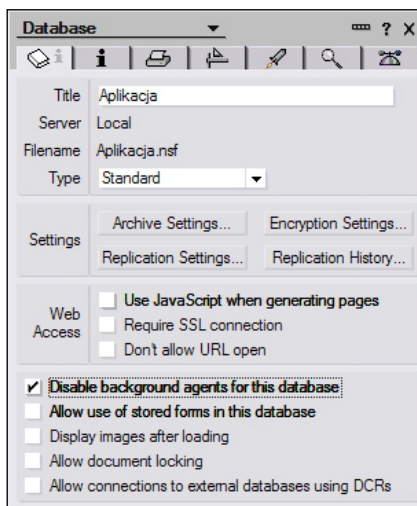 Database ? X
i i
Title Aplikacja
Server Local
Filename Aplikacja.nsf
Type Standard
Archive Settings... Encryption Settings...
Settings
Replication Settings... Replication History...
Use JavaScript when generating pages
Web Access
Require SSL connection
Don't allow URL open
Disable background agents for this database
Allow use of stored forms in this database
Display images after loading
Allow document locking
Allow connections to external databases using DCRs